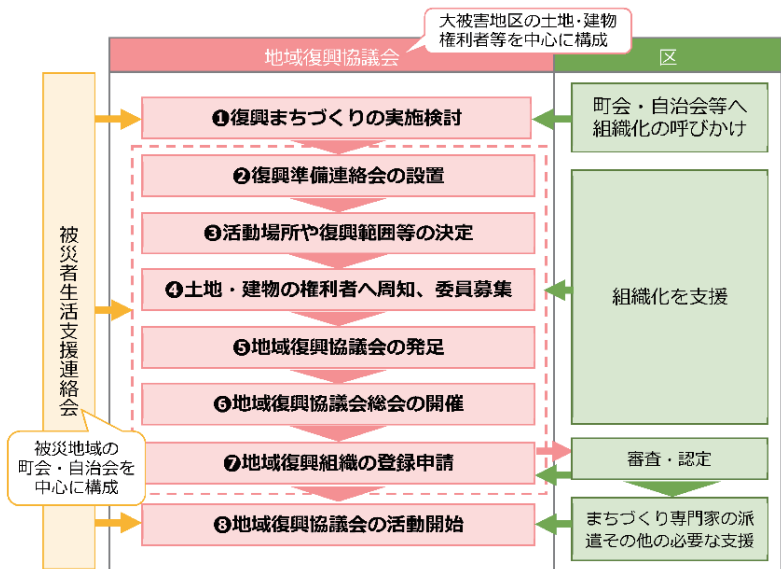 大被害地区の土地・建物
権利者等を中心に構成
地域復興協議会
区
❶復興まちづくりの実施検討
町会・自治会等へ
組織化の呼びかけ
❷復興準備連絡会の設置
❸活動場所や復興範囲等の決定
❹土地・建物の権利者へ周知、委員募集
❺地域復興協議会の発足
❻地域復興協議会総会の開催
❼地域復興組織の登録申請
❽地域復興協議会の活動開始
組織化を支援
審査・認定
まちづくり専門家の派
遣その他の必要な支援
被災者生活支援連絡会
被災地域の
町会・自治会を
中心に構成